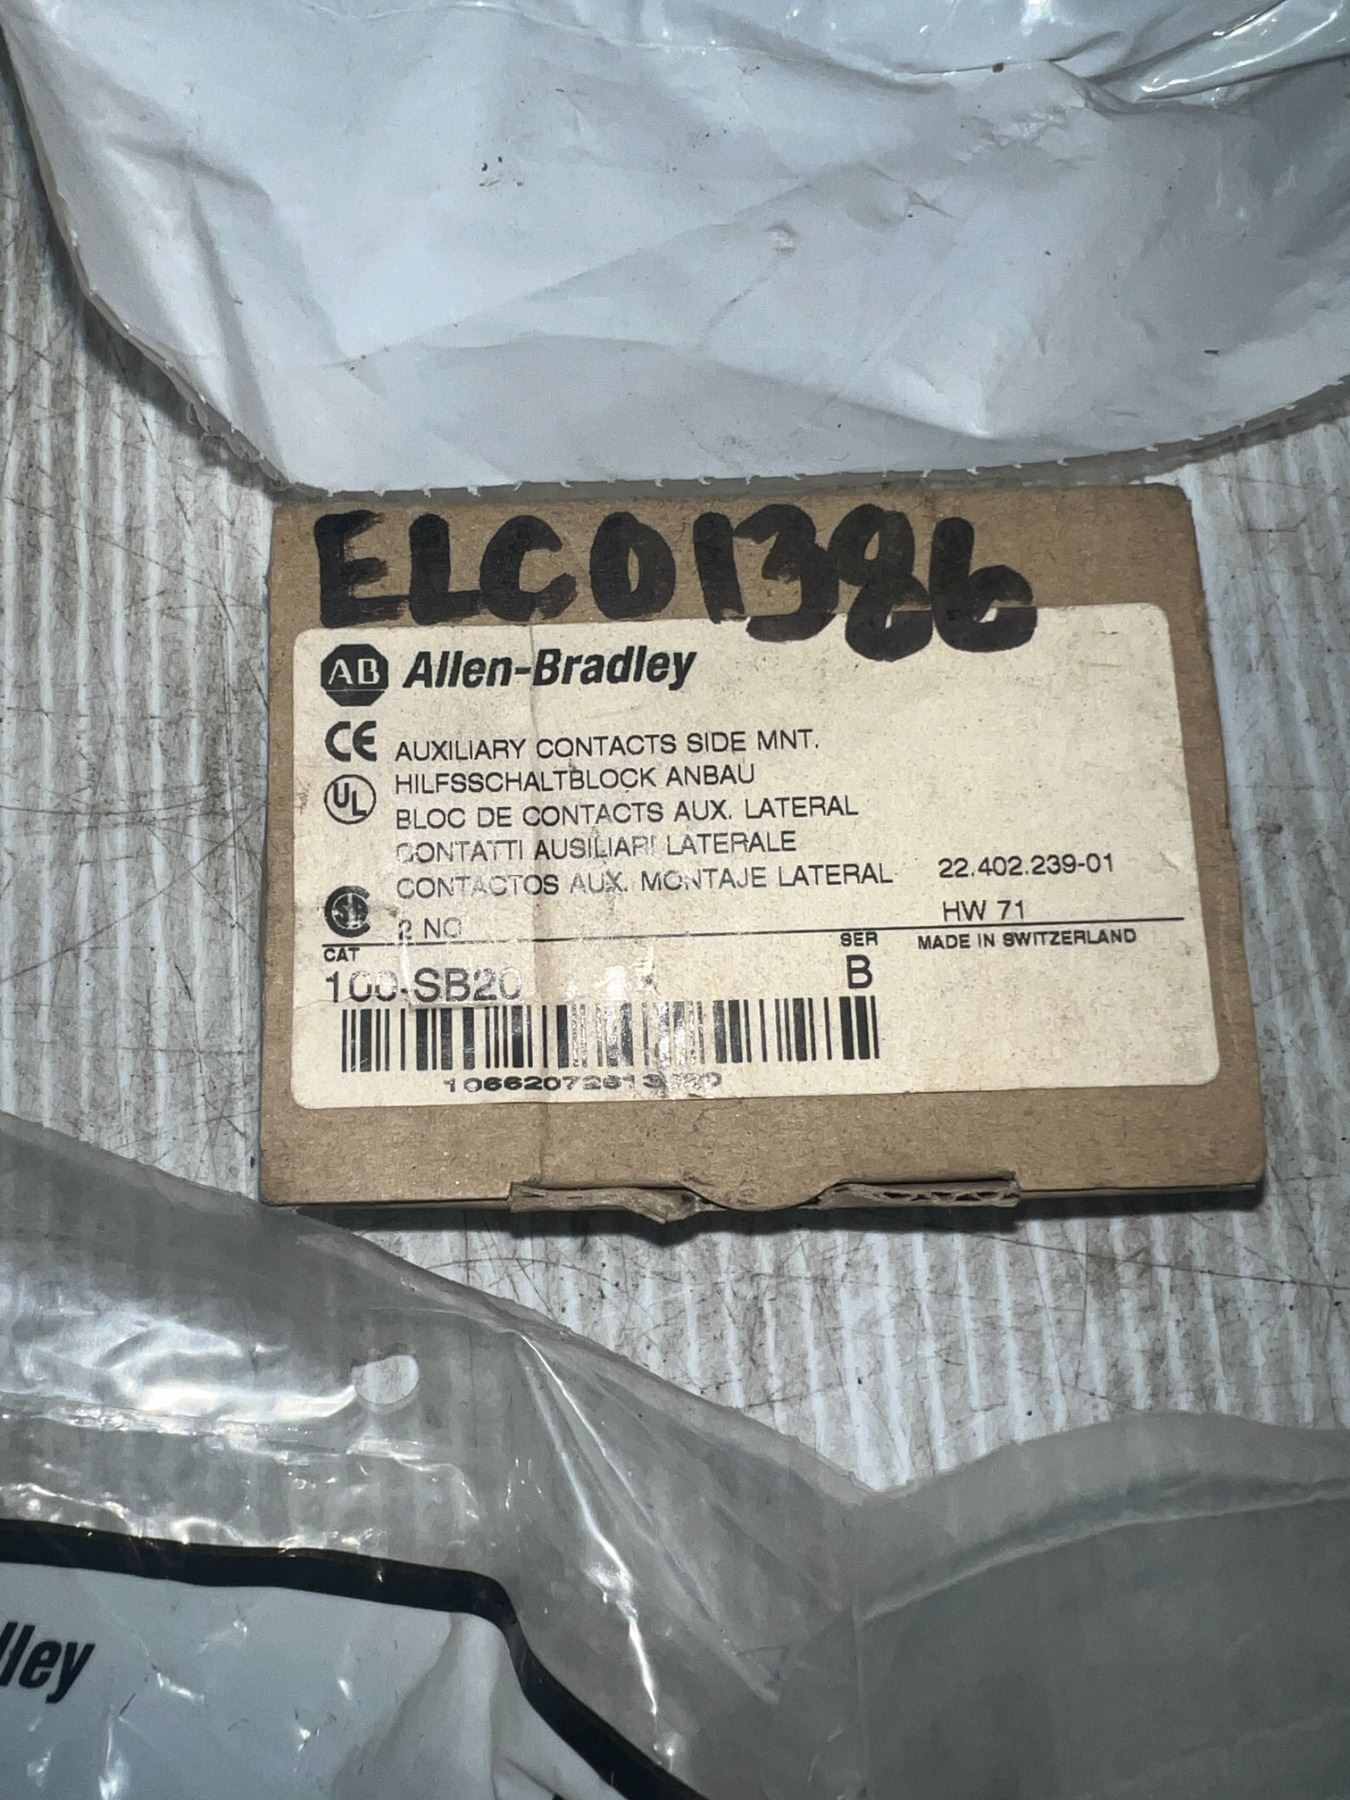 ELC01386
AB Allen-Bradley
CE AUXILIARY CONTACTS SIDE MNT.
HILFSSCHALTBLOCK ANBAU
UL
BLOC DE CONTACTS AUX. LATERAL
CONTATTI AUSILIARI LATERALE
CONTACTOS AUX. MONTAJE LATERAL 22.402.239-01
2 NO HW 71
CAT SER MADE IN SWITZERLAND
100-SB20 B
lley